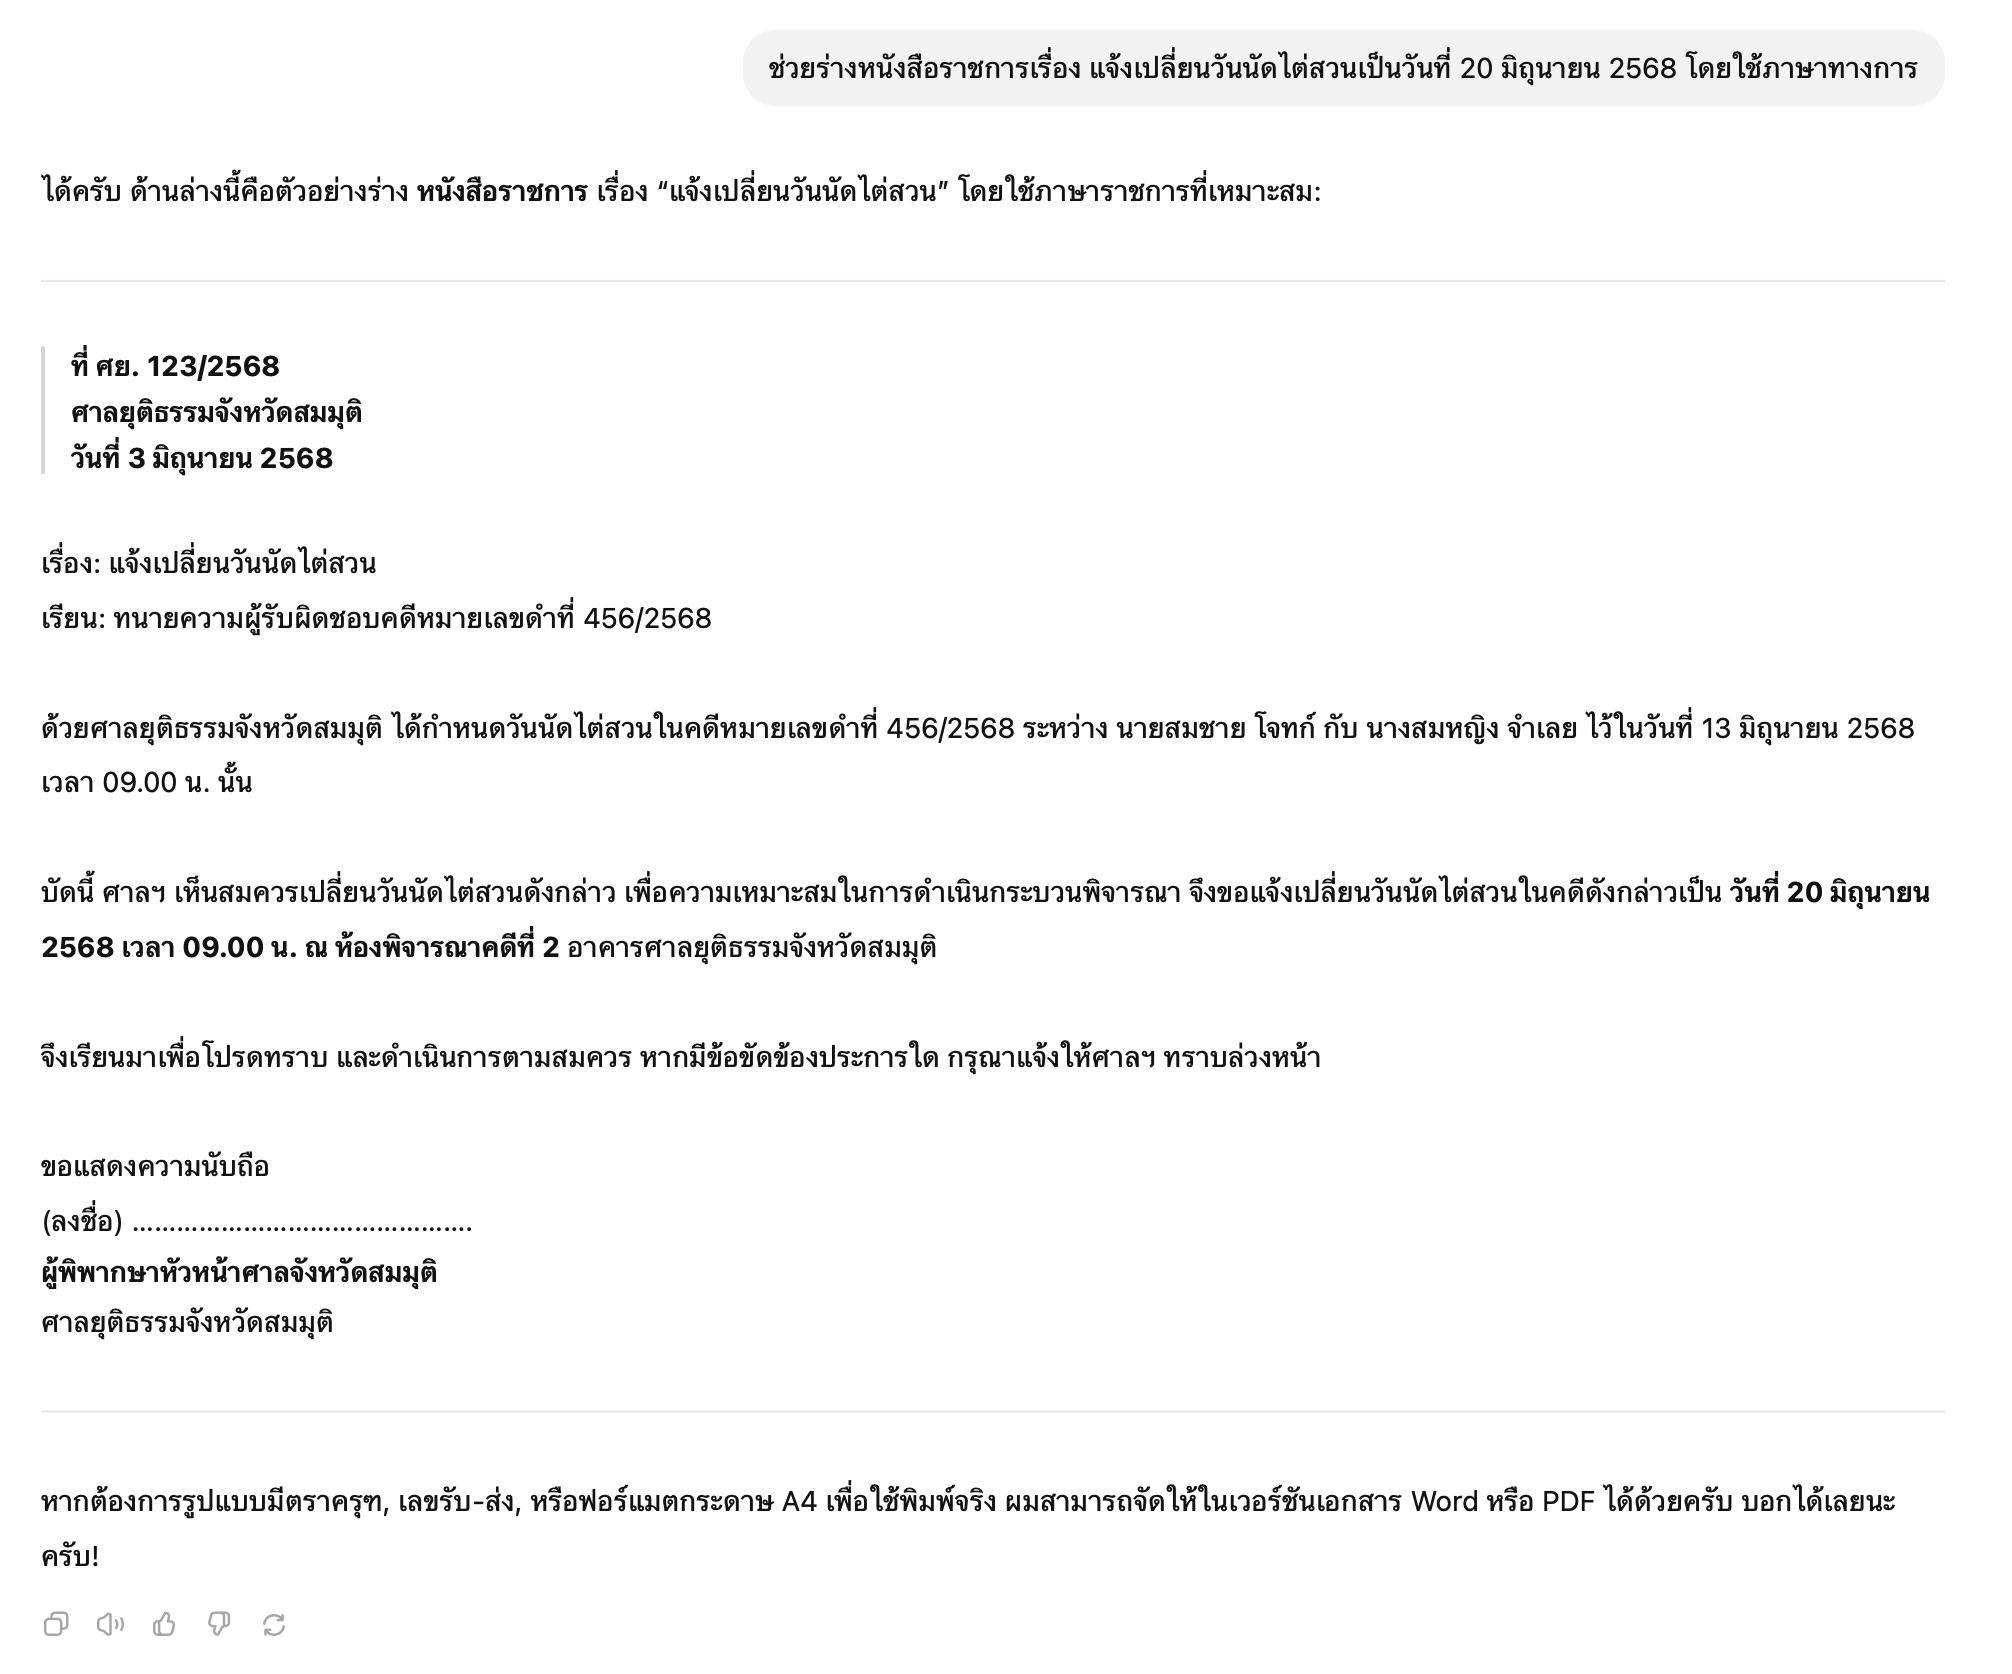 ช่วยร่างหนังสือราชการเรื่อง แจ้งเปลี่ยนวันนัดไต่สวนเป็นวันที่ 20 มิถุนายน 2568 โดยใช้ภาษาทางการ
ได้ครับ ด้านล่างนี้คือตัวอย่างร่าง หนังสือราชการ เรื่อง “แจ้งเปลี่ยนวันนัดไต่สวน” โดยใช้ภาษาราชการที่เหมาะสม:
ที่ ศย. 123/2568
ศาลยุติธรรมจังหวัดสมมุติ
วันที่ 3 มิถุนายน 2568
เรื่อง: แจ้งเปลี่ยนวันนัดไต่สวน
เรียน: ทนายความผู้รับผิดชอบคดีหมายเลขดำที่ 456/2568
ด้วยศาลยุติธรรมจังหวัดสมมุติ ได้กำหนดวันนัดไต่สวนในคดีหมายเลขดำที่ 456/2568 ระหว่าง นายสมชาย โจทก์ กับ นางสมหญิง จำเลย ไว้ในวันที่ 13 มิถุนายน 2568
เวลา 09.00 น. นั้น
บัดนี้ ศาลฯ เห็นสมควรเปลี่ยนวันนัดไต่สวนดังกล่าว เพื่อความเหมาะสมในการดำเนินกระบวนพิจารณา จึงขอแจ้งเปลี่ยนวันนัดไต่สวนในคดีดังกล่าวเป็น วันที่ 20 มิถุนายน
2568 เวลา 09.00 น. ณ ห้องพิจารณาคดีที่ 2 อาคารศาลยุติธรรมจังหวัดสมมุติ
จึงเรียนมาเพื่อโปรดทราบ และดำเนินการตามสมควร หากมีข้อขัดข้องประการใด กรุณาแจ้งให้ศาลฯ ทราบล่วงหน้า
ขอแสดงความนับถือ
(ลงชื่อ) ……………………………………….
ผู้พิพากษาหัวหน้าศาลจังหวัดสมมุติ
ศาลยุติธรรมจังหวัดสมมุติ
หากต้องการรูปแบบมีตราครุฑ, เลขรับ-ส่ง, หรือฟอร์แมตกระดาษ A4 เพื่อใช้พิมพ์จริง ผมสามารถจัดให้ในเวอร์ชันเอกสาร Word หรือ PDF ได้ด้วยครับ บอกได้เลยนะ
ครับ!